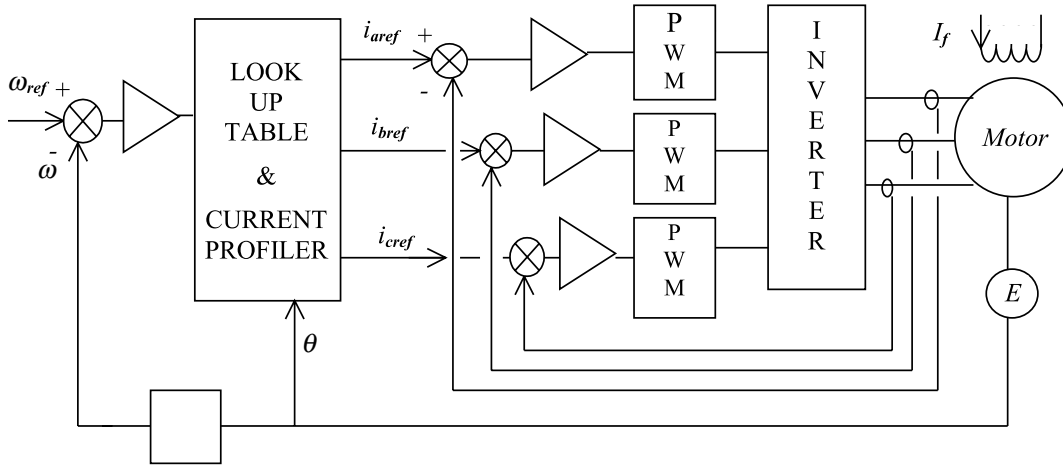 ω_ref +
-
ω
LOOK
UP
TABLE
&
CURRENT
PROFILER
θ
i_aref +
-
i_bref
i_cref
P
W
M
P
W
M
P
W
M
I
N
V
E
R
T
E
R
I_f
Motor
E